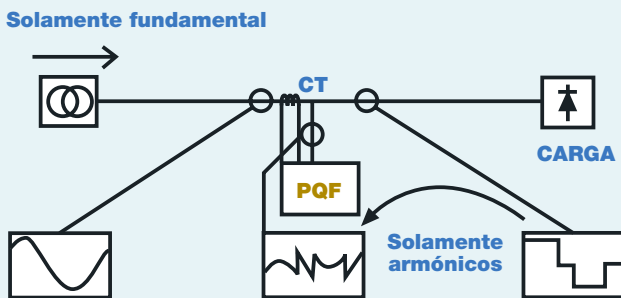 Solamente fundamental
CT
CARGA
PQF
Solamente
armónicos